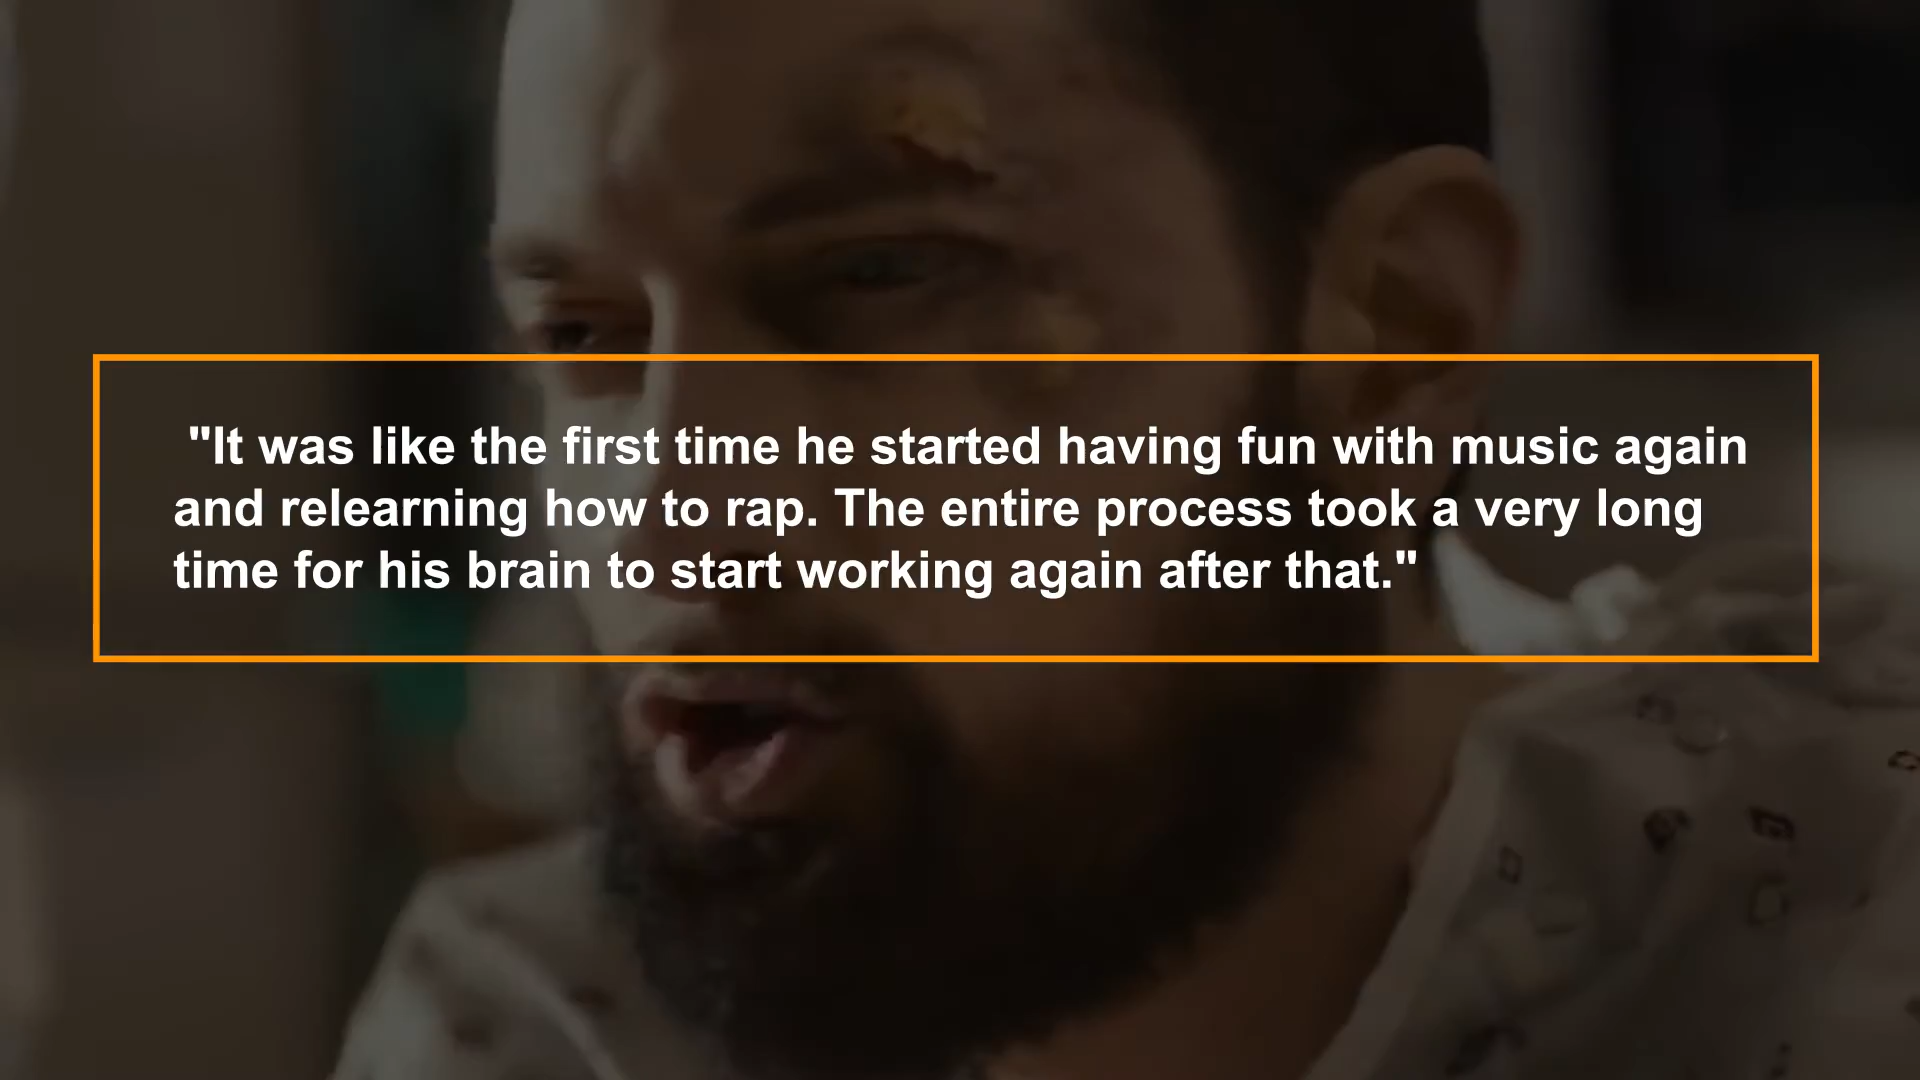 "It was like the first time he started having fun with music again
and relearning how to rap. The entire process took a very long
time for his brain to start working again after that."